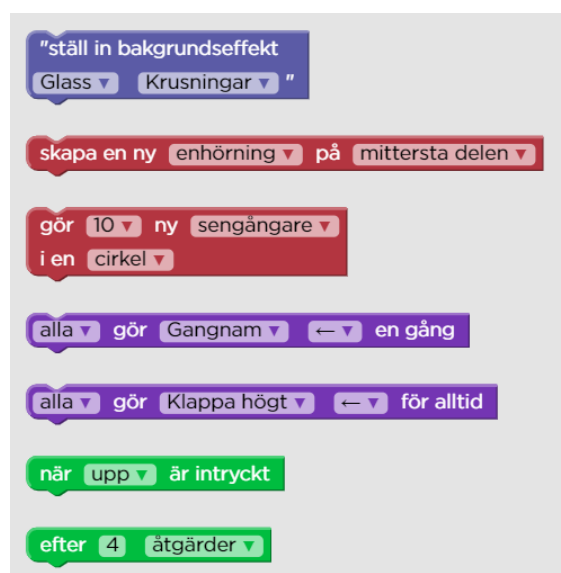 "ställ in bakgrundseffekt
Glass ▼ Krusningar ▼ "
skapa en ny enhörning ▼ på mittersta delen ▼
gör 10 ▼ ny sengångare ▼
i en cirkel ▼
alla ▼ gör Gangnam ▼ ← ▼ en gång
alla ▼ gör Klappa högt ▼ ← ▼ för alltid
när upp ▼ är intryckt
efter 4 åtgärder ▼